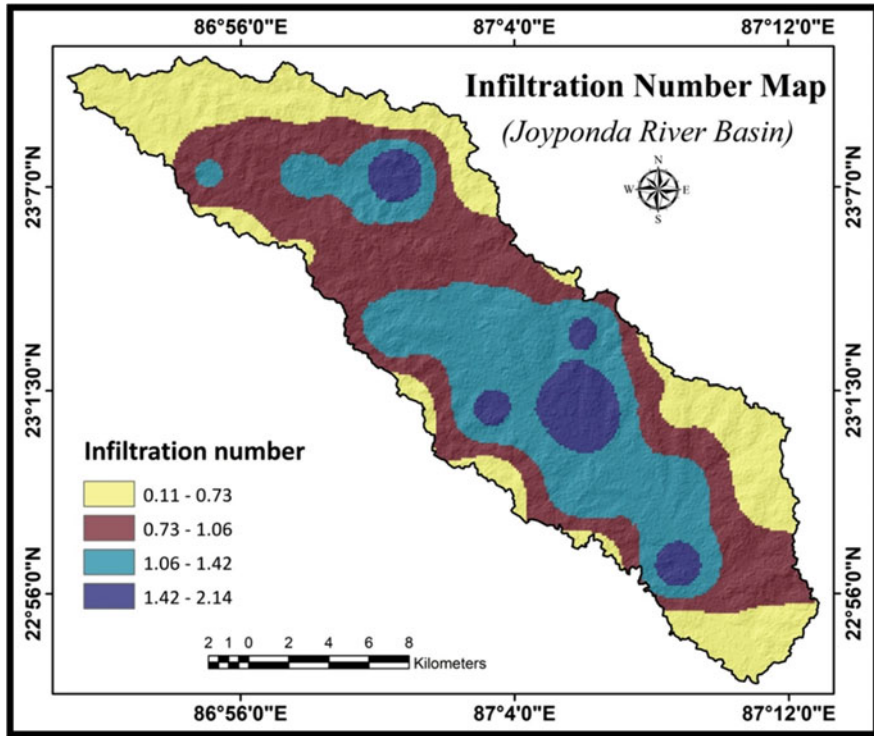 86°56'0"E 87°4'0"E 87°12'0"E
Infiltration Number Map
(Joyponda River Basin)
N
W E
S
23°7'0"N 23°7'0"N
23°1'30"N 23°1'30"N
Infiltration number
0.11 - 0.73
0.73 - 1.06
1.06 - 1.42
1.42 - 2.14
22°56'0"N 22°56'0"N
2 1 0 2 4 6 8
Kilometers
86°56'0"E 87°4'0"E 87°12'0"E